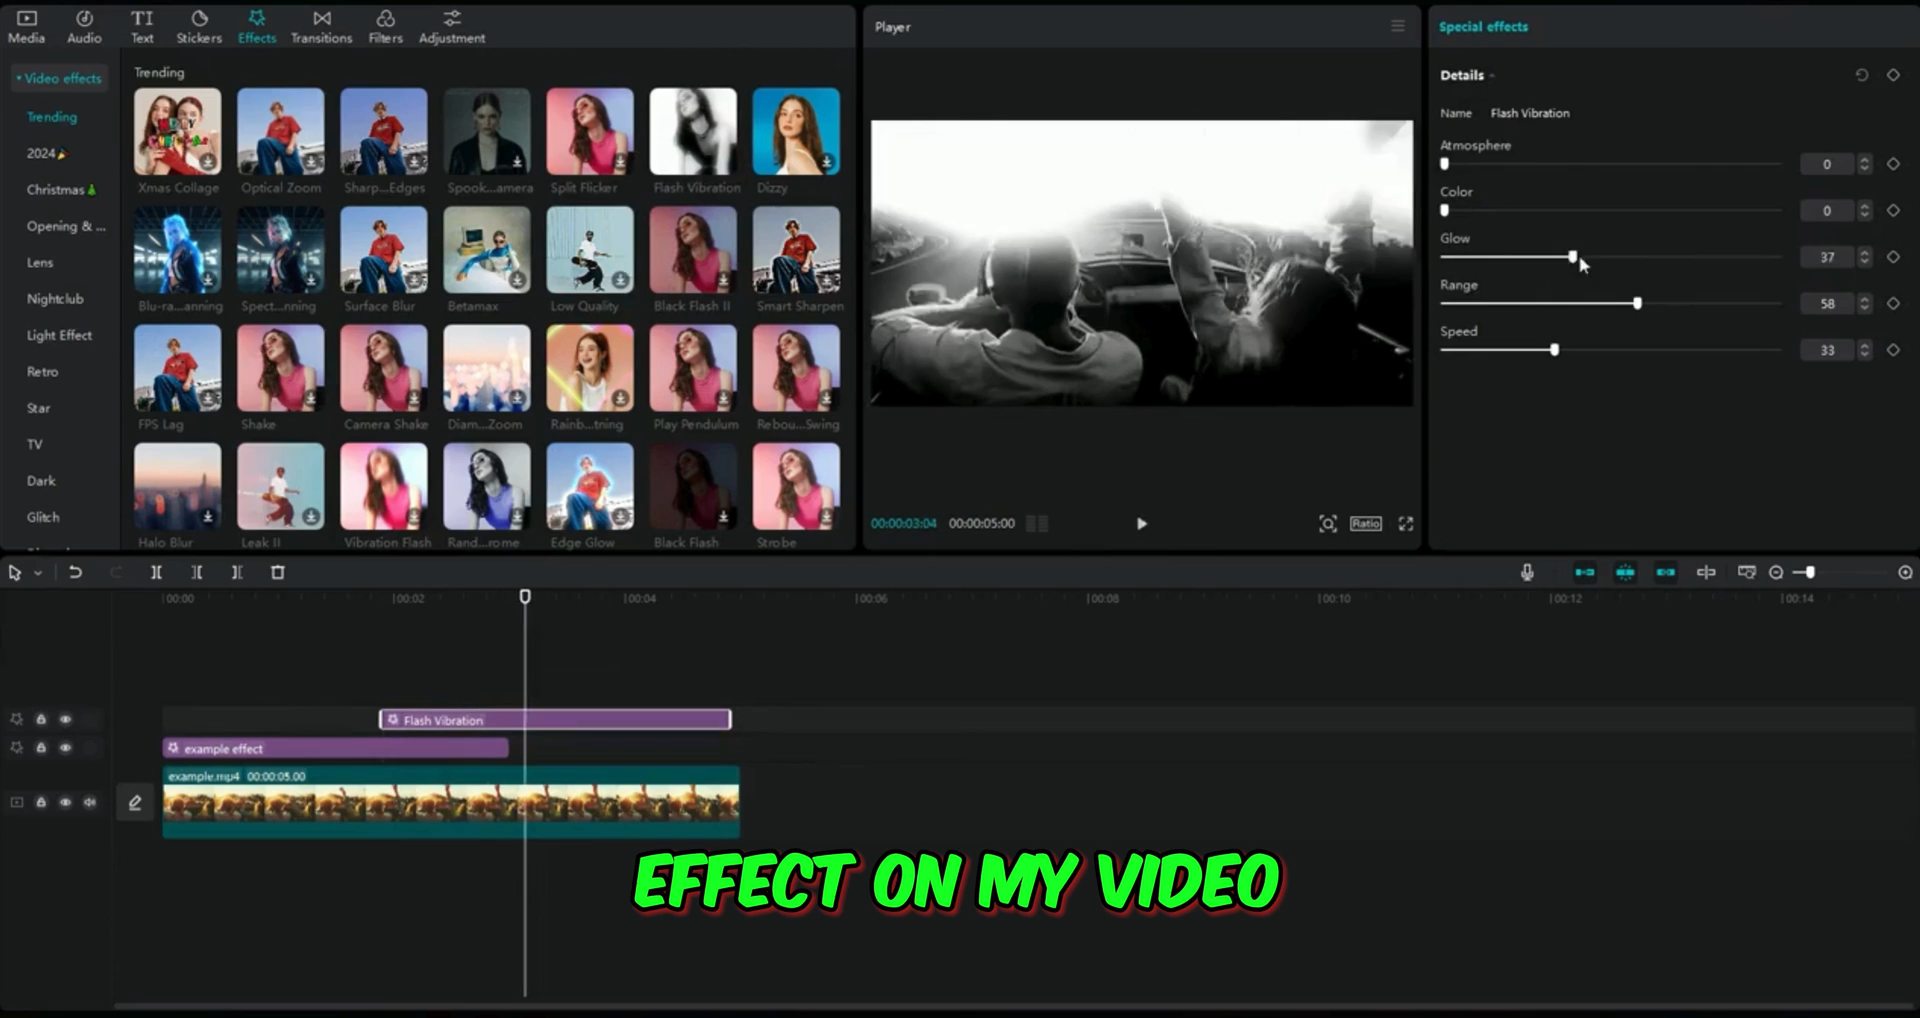 Media Audio Text Stickers Effects Transitions Filters Adjustment
Video effects
Trending
2024
Christmas
Opening & ...
Lens
Nightclub
Light Effect
Retro
Star
TV
Dark
Glitch
Trending
Xmas Collage Optical Zoom Sharp...Edges Spook...amera Split Flicker Flash Vibration Dizzy
Blu-ra...anning Spect...nning Surface Blur Betamax Low Quality Black Flash II Smart Sharpen
FPS Lag Shake Camera Shake Diam...Zoom Rainb...tning Play Pendulum Rebou...Swing
Halo Blur Leak II Vibration Flash Rand...rome Edge Glow Black Flash Strobe
Player
00:00:03:04 00:00:05:00
Ratio
Special effects
Details
Name Flash Vibration
Atmosphere
0
Color
0
Glow
37
Range
58
Speed
33
00:00 00:02 00:04 00:06 00:08 00:10 00:12 00:14
Flash Vibration
example effect
example.mp4 00:00:05.00
EFFECT ON MY VIDEO